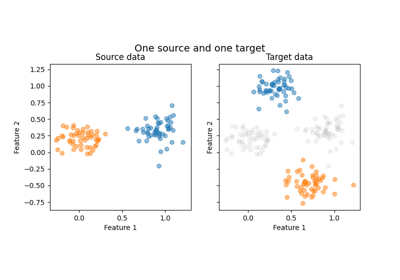 One source and one target
Source data
Target data
1.25
1.00
0.75
0.50
0.25
0.00
−0.25
−0.50
−0.75
Feature 2
0.0
0.5
1.0
Feature 1
Feature 2
0.0
0.5
1.0
Feature 1